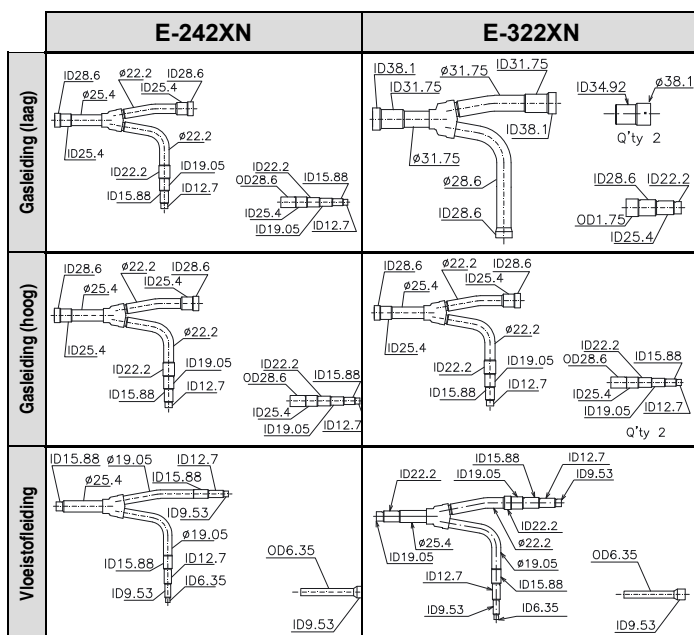 E-242XN
E-322XN
Gasleiding (laag)
ID28.6
ø22.2
ID28.6
ø25.4
ID25.4
ø22.2
ID25.4
ID22.2
ID19.05
ID15.88
ID12.7
ID22.2
OD28.6
ID15.88
ID25.4
ID19.05
ID12.7
ID38.1
ID31.75
ø31.75
ID31.75
ID38.1
ø31.75
ø28.6
ID28.6
ID34.92
ø38.1
Q'ty 2
ID28.6
ID22.2
OD1.75
ID25.4
Gasleiding (hoog)
ID28.6
ø22.2
ID28.6
ø25.4
ID25.4
ø22.2
ID25.4
ID22.2
ID19.05
ID15.88
ID12.7
ID22.2
OD28.6
ID15.88
ID25.4
ID19.05
ID12.7
ID28.6
ø22.2
ID28.6
ø25.4
ID25.4
ø22.2
ID25.4
ID22.2
ID19.05
ID15.88
ID12.7
ID22.2
OD28.6
ID15.88
ID25.4
ID19.05
ID12.7
Q'ty 2
Vloeistofleiding
ID15.88
ø19.05
ID12.7
ø25.4
ID15.88
ID9.53
ø19.05
ID15.88
ID12.7
ID9.53
ID6.35
OD6.35
ID9.53
ID22.2
ID15.88
ID19.05
ID12.7
ID9.53
ø25.4
ID22.2
ø22.2
ID19.05
ø19.05
ID12.7
ID15.88
ID9.53
ID6.35
OD6.35
ID9.53